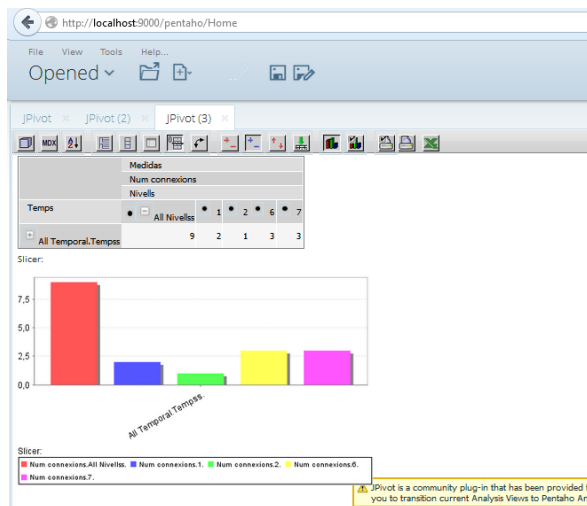 http://localhost:9000/pentaho/Home
File View Tools Help...
Opened
JPivot × JPivot (2) × JPivot (3) ×
MDX
Medidas
Num connexions
Nivells
Temps All Nivellss 1 2 6 7
All Temporal.Tempss 9 2 1 3 3
Slicer:
7,5
5,0
2,5
0,0
All Temporal.Tempss.
Slicer:
Num connexions.All Nivellss. Num connexions.1. Num connexions.2. Num connexions.6.
Num connexions.7.
JPivot is a community plug-in that has been provided
you to transition current Analysis Views to Pentaho An